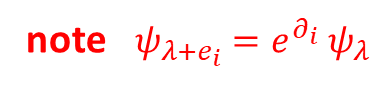 note ψ_{λ+e_i} = e^{∂_i} ψ_λ